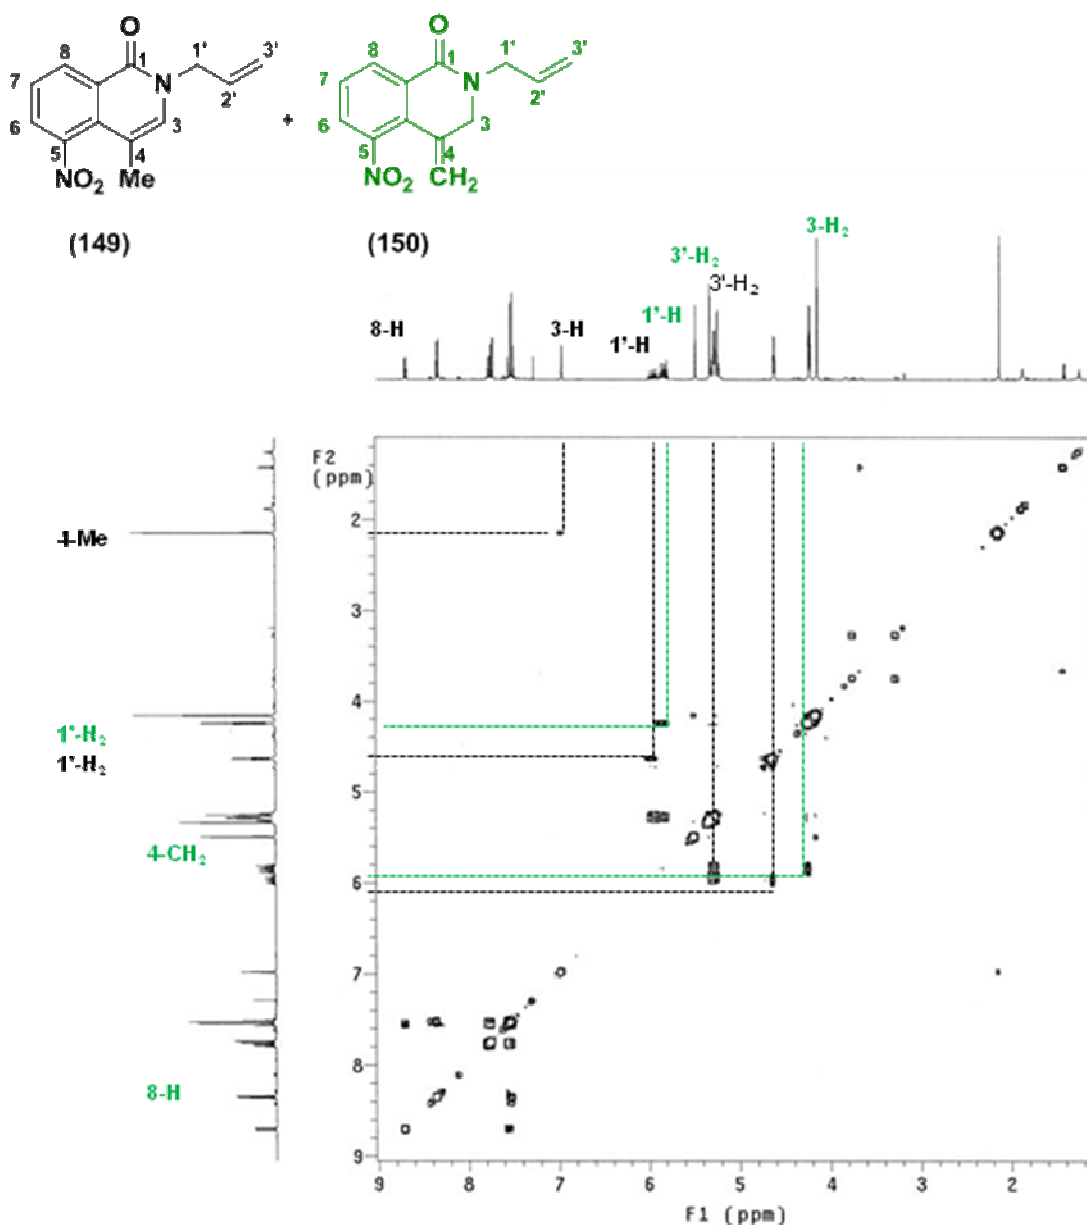 O
8 1 N 1' 3'
7 2'
6 3
5 4
NO2 Me
+
O
8 1 N 1' 3'
7 2'
6 3
5 4
NO2 CH2
(149)
(150)
3-H2
3'-H2
3'-H2
1'-H
8-H
3-H
1'-H
F2
(ppm)
2
4-Me
3
4
1'-H2
1'-H2
5
4-CH2
6
7
8
8-H
9
9 8 7 6 5 4 3 2
F1 (ppm)